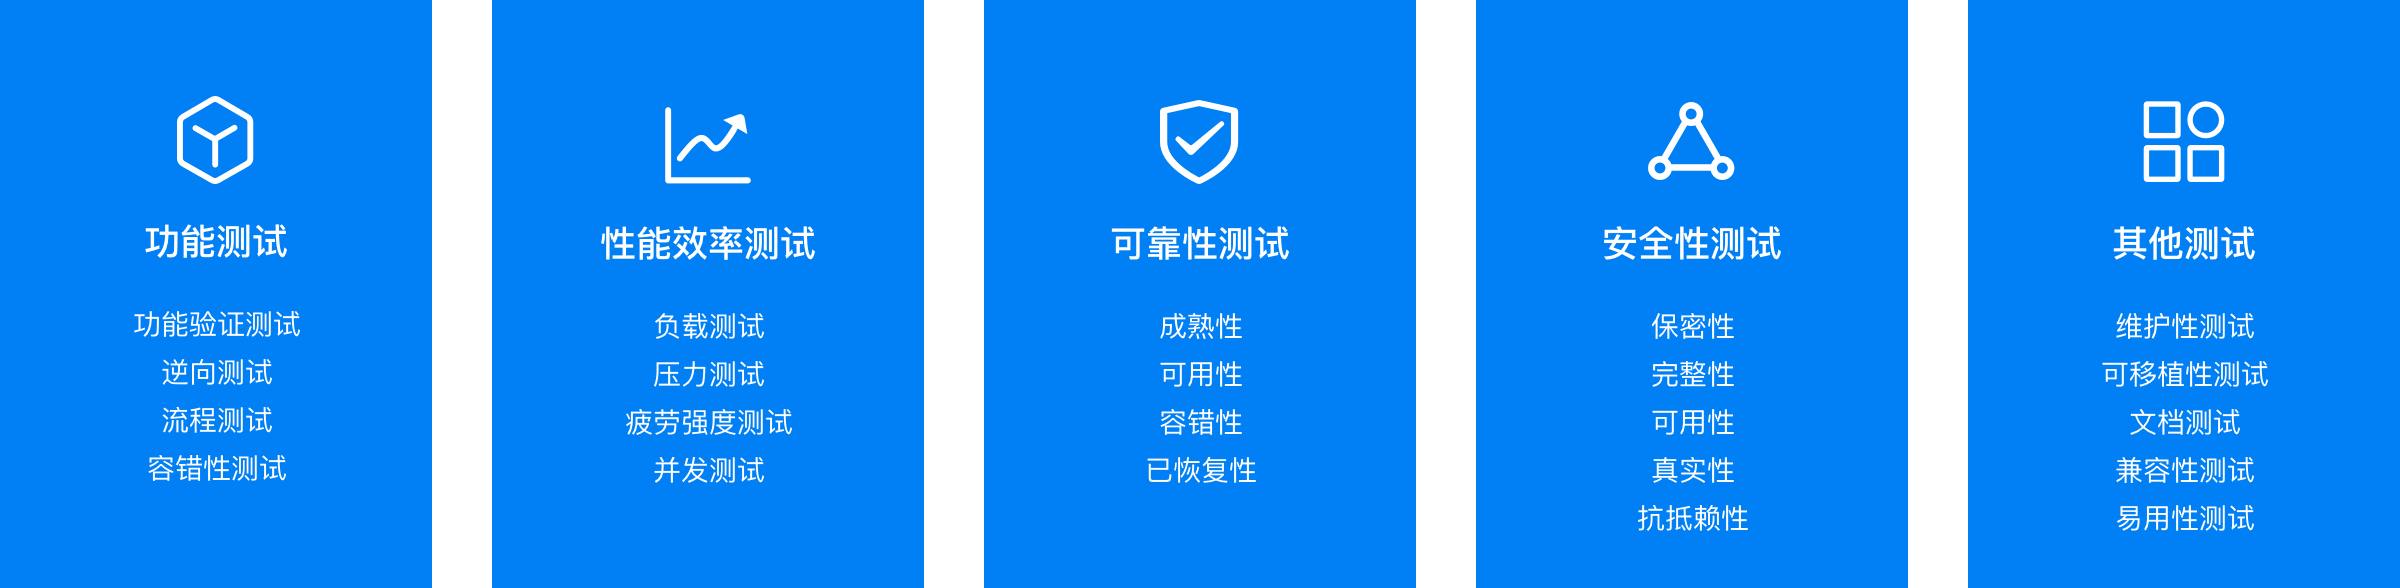 功能测试
功能验证测试
逆向测试
流程测试
容错性测试
性能效率测试
负载测试
压力测试
疲劳强度测试
并发测试
可靠性测试
成熟性
可用性
容错性
已恢复性
安全性测试
保密性
完整性
可用性
真实性
抗抵赖性
其他测试
维护性测试
可移植性测试
文档测试
兼容性测试
易用性测试